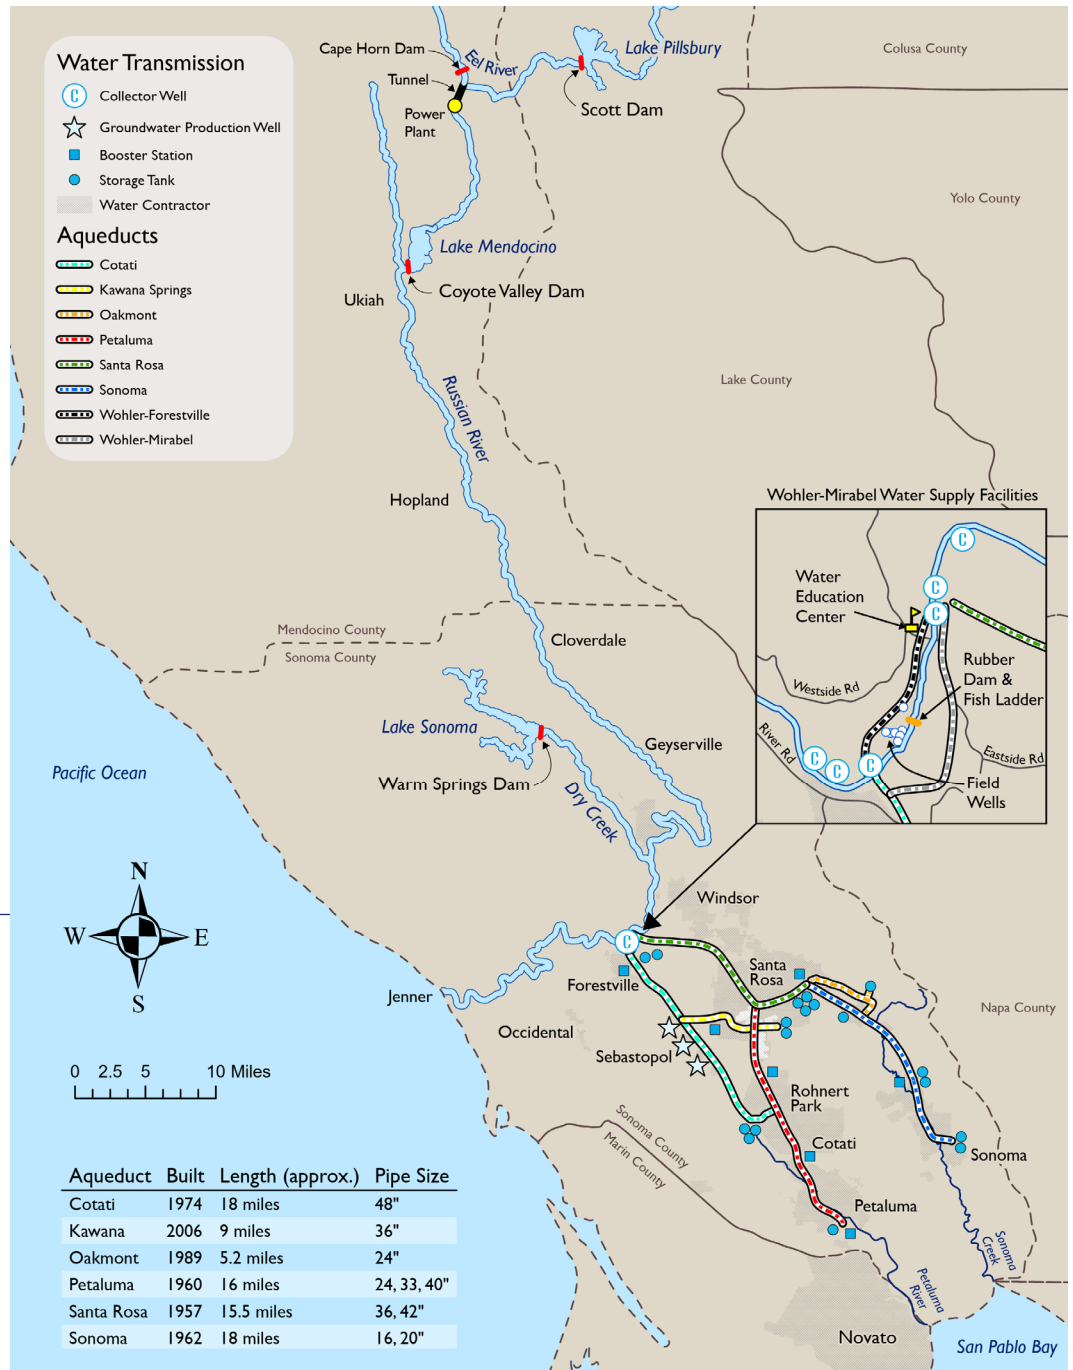 Water Transmission
Collector Well
Groundwater Production Well
Booster Station
Storage Tank
Water Contractor
Aqueducts
Cotati
Kawana Springs
Oakmont
Petaluma
Santa Rosa
Sonoma
Wohler-Forestville
Wohler-Mirabel
Cape Horn Dam
Eel River
Lake Pillsbury
Tunnel
Power
Plant
Scott Dam
Colusa County
Yolo County
Lake Mendocino
Coyote Valley Dam
Ukiah
Lake County
Russian River
Hopland
Mendocino County
Sonoma County
Cloverdale
Lake Sonoma
Geyserville
Warm Springs Dam
Dry Creek
Pacific Ocean
Wohler-Mirabel Water Supply Facilities
C
C
C
Water
Education
Center
Rubber
Dam &
Fish Ladder
Westside Rd
River Rd
Eastside Rd
C
C
C
Field
Wells
N
W
E
S
Windsor
C
Santa
Rosa
Forestville
Jenner
Occidental
Napa County
Sebastopol
0 2.5 5 10 Miles
Rohnert
Park
Sonoma County
Marin County
Cotati
Sonoma
Petaluma
Sonoma
Creek
Petaluma
River
Novato
San Pablo Bay
Aqueduct Built Length (approx.) Pipe Size
Cotati 1974 18 miles 48"
Kawana 2006 9 miles 36"
Oakmont 1989 5.2 miles 24"
Petaluma 1960 16 miles 24, 33, 40"
Santa Rosa 1957 15.5 miles 36, 42"
Sonoma 1962 18 miles 16, 20"